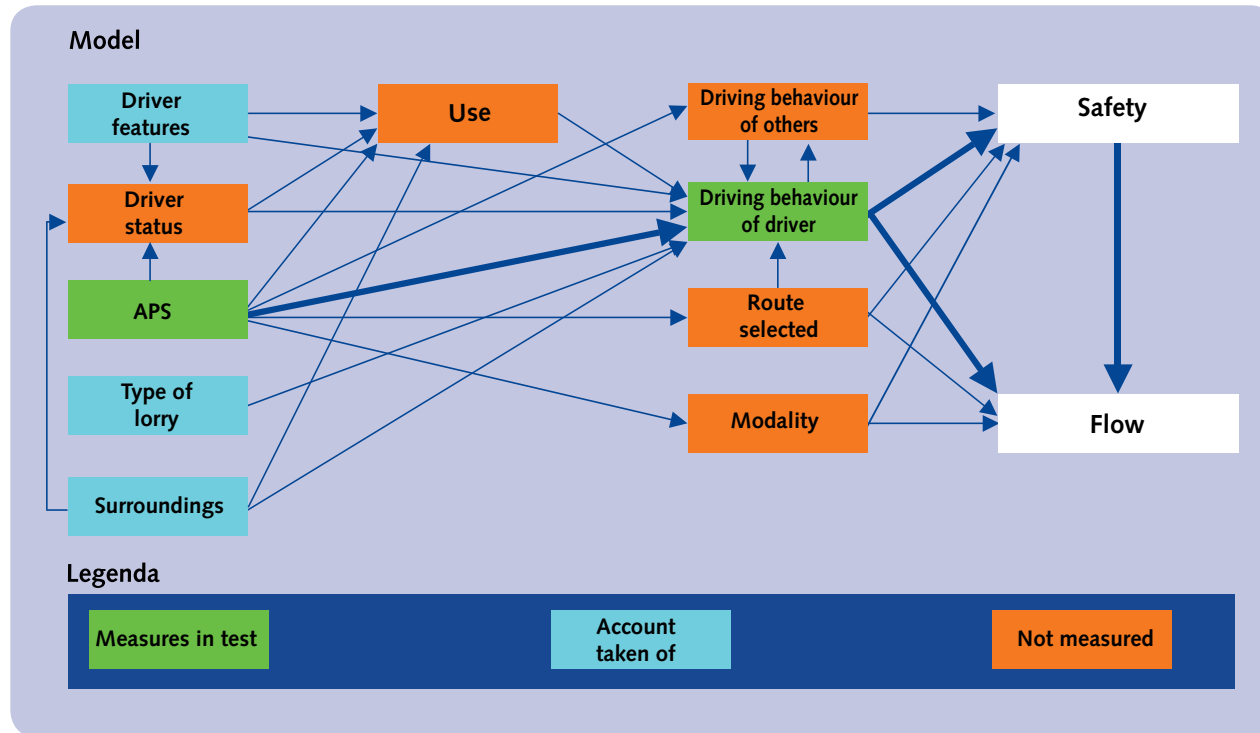 Model
Driver
features
Use
Driving behaviour
of others
Safety
Driver
status
Driving behaviour
of driver
APS
Route
selected
Type of
lorry
Modality
Flow
Surroundings
Legenda
Measures in test
Account
taken of
Not measured